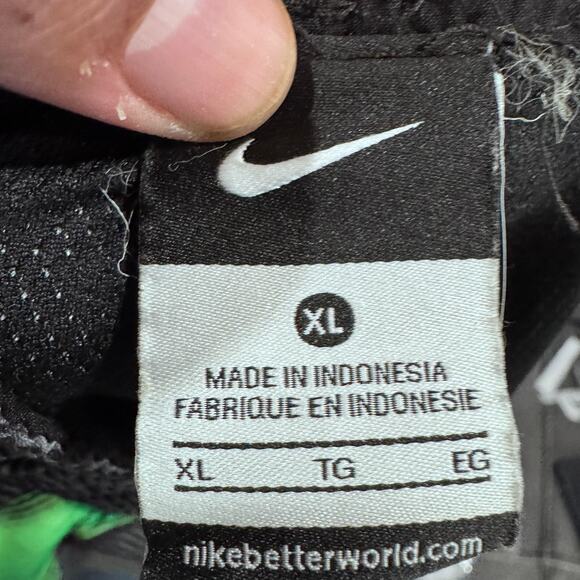 XL
MADE IN INDONESIA
FABRIQUE EN INDONESIE
XL TG EG
nikebetterworld.com